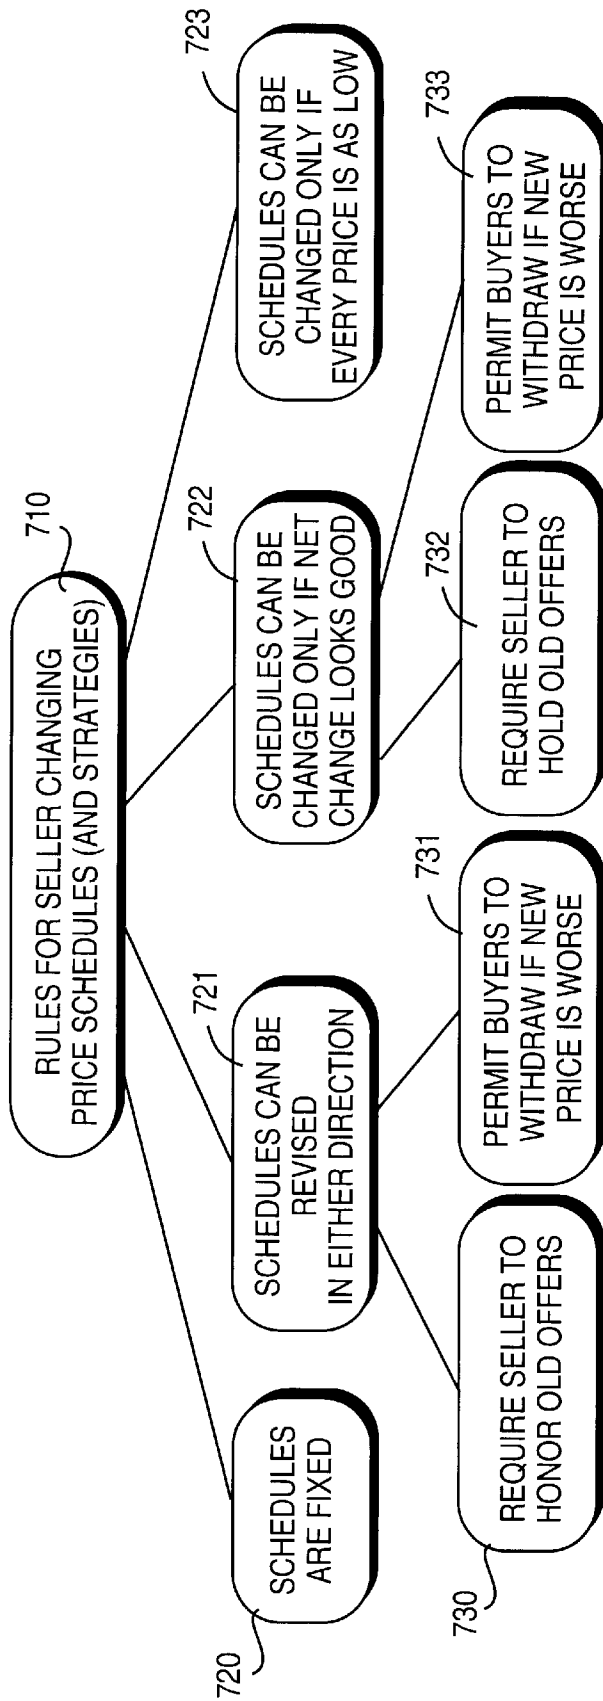 710
RULES FOR SELLER CHANGING
PRICE SCHEDULES (AND STRATEGIES)
720
SCHEDULES
ARE FIXED
721
SCHEDULES CAN BE
REVISED
IN EITHER DIRECTION
722
SCHEDULES CAN BE
CHANGED ONLY IF NET
CHANGE LOOKS GOOD
723
SCHEDULES CAN BE
CHANGED ONLY IF
EVERY PRICE IS AS LOW
730
REQUIRE SELLER TO
HONOR OLD OFFERS
731
PERMIT BUYERS TO
WITHDRAW IF NEW
PRICE IS WORSE
732
REQUIRE SELLER TO
HOLD OLD OFFERS
733
PERMIT BUYERS TO
WITHDRAW IF NEW
PRICE IS WORSE